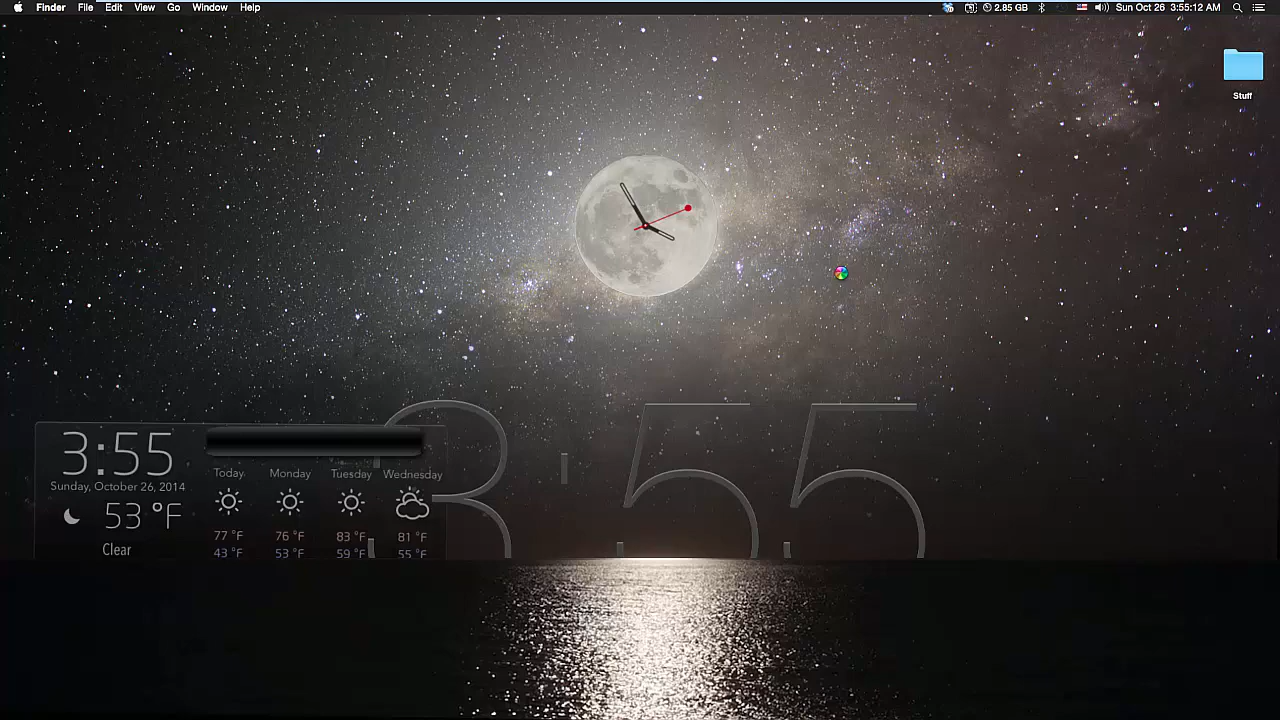 Finder File Edit View Go Window Help 2.85 GB Sun Oct 26 3:55:12 AM
Stuff
3:55
3:55
Sunday, October 26, 2014
53 °F
Clear
Today Monday Tuesday Wednesday
77 °F 76 °F 83 °F 81 °F
43 °F 53 °F 59 °F 55 °F